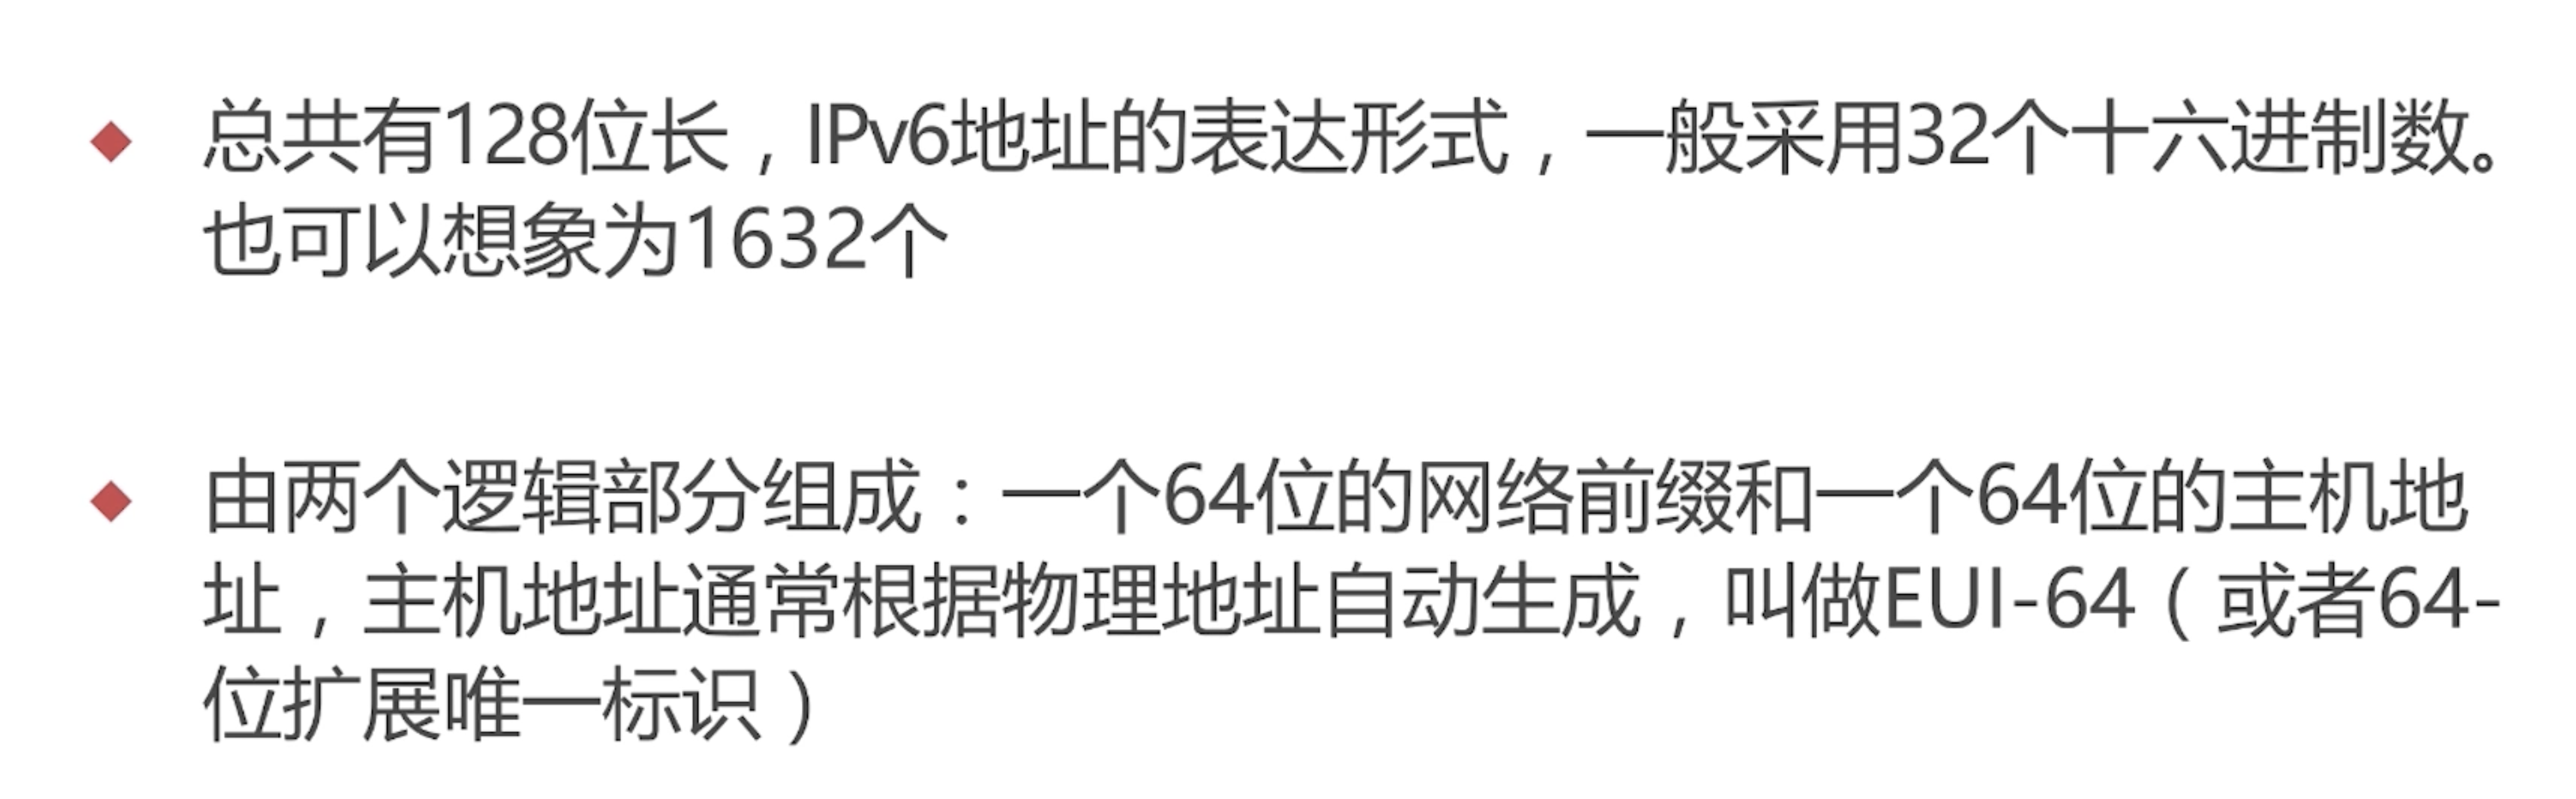 总共有128位长，IPv6地址的表达形式，一般采用32个十六进制数。
也可以想象为1632个
由两个逻辑部分组成：一个64位的网络前缀和一个64位的主机地
址，主机地址通常根据物理地址自动生成，叫做EUI-64（或者64-
位扩展唯一标识）